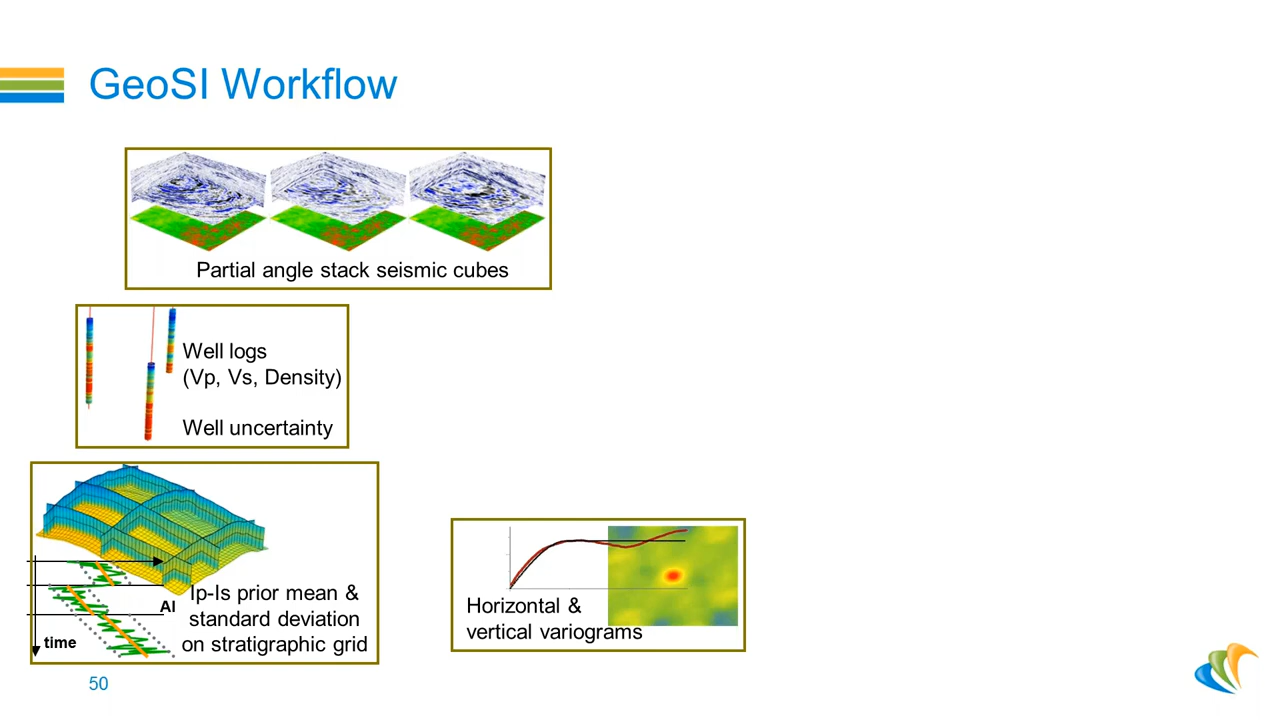 GeoSI Workflow
Partial angle stack seismic cubes
Well logs
(Vp, Vs, Density)
Well uncertainty
AI
time
Ip-Is prior mean &
standard deviation
on stratigraphic grid
Horizontal &
vertical variograms
50